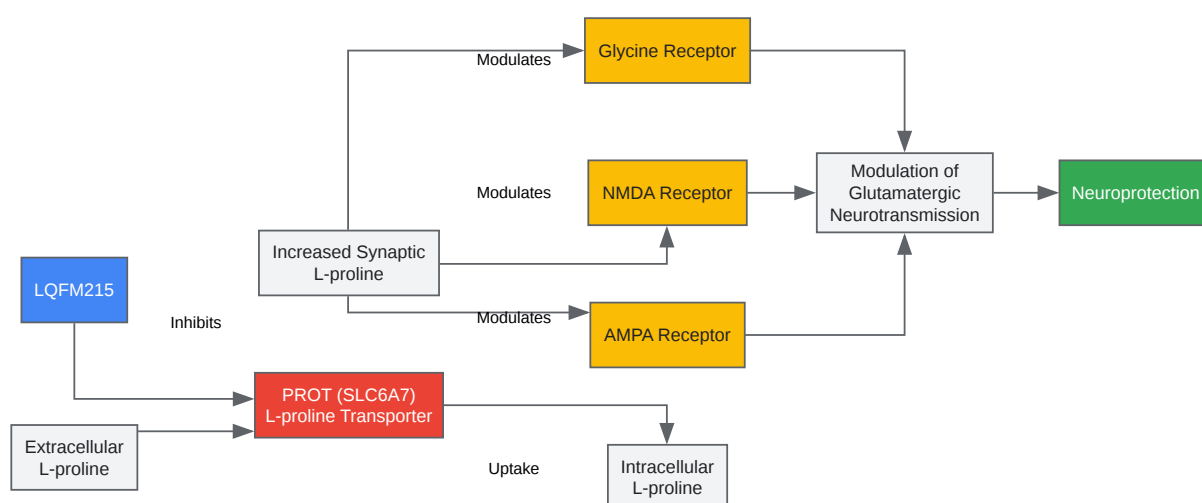 Glycine Receptor
Modulates
Modulation of
Glutamatergic
Neurotransmission
Modulates
NMDA Receptor
Neuroprotection
Increased Synaptic
L-proline
LQFM215
Inhibits
Modulates
AMPA Receptor
PROT (SLC6A7)
L-proline Transporter
Extracellular
L-proline
Uptake
Intracellular
L-proline